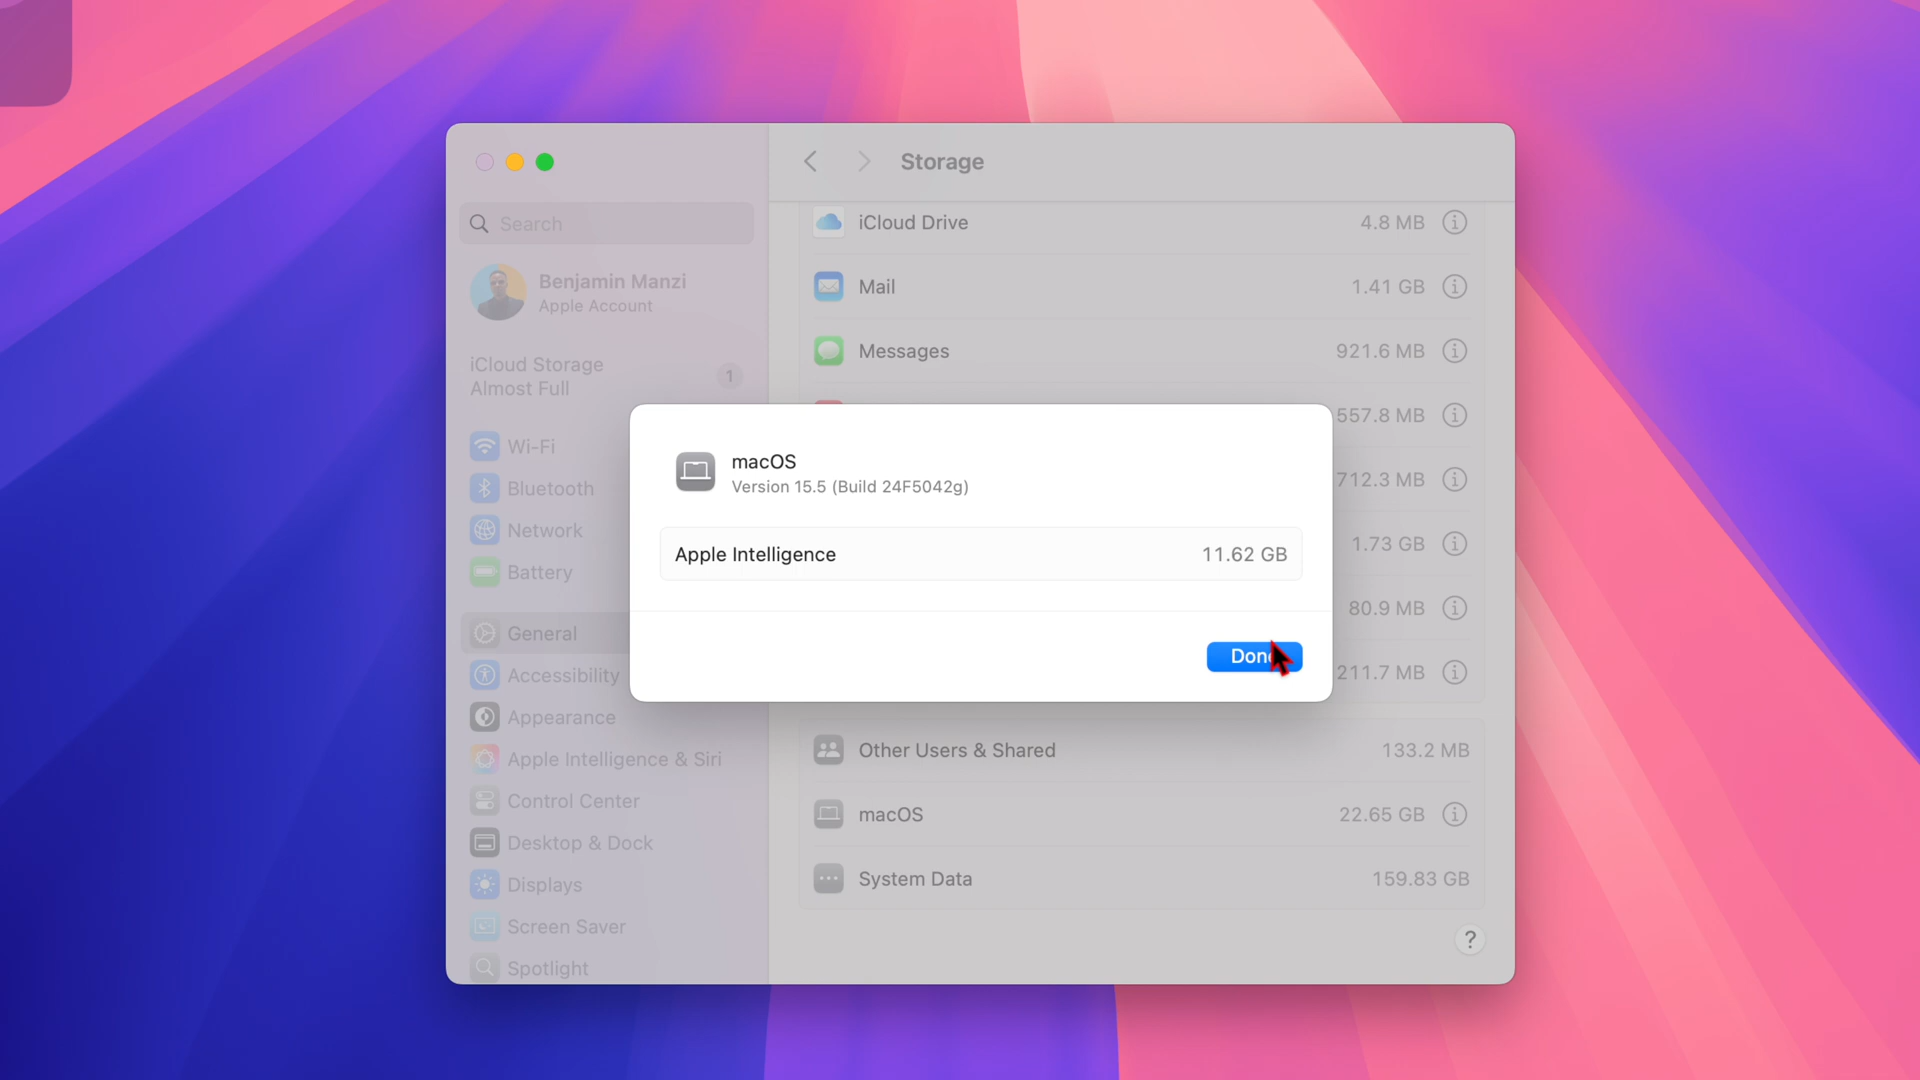 Storage
Search
Benjamin Manzi
Apple Account
iCloud Storage
Almost Full
1
Wi-Fi
Bluetooth
Network
Battery
General
Accessibility
Appearance
Apple Intelligence & Siri
Control Center
Desktop & Dock
Displays
Screen Saver
Spotlight
iCloud Drive 4.8 MB
Mail 1.41 GB
Messages 921.6 MB
557.8 MB
712.3 MB
1.73 GB
80.9 MB
211.7 MB
macOS
Version 15.5 (Build 24F5042g)
Apple Intelligence 11.62 GB
Done
Other Users & Shared 133.2 MB
macOS 22.65 GB
System Data 159.83 GB
?